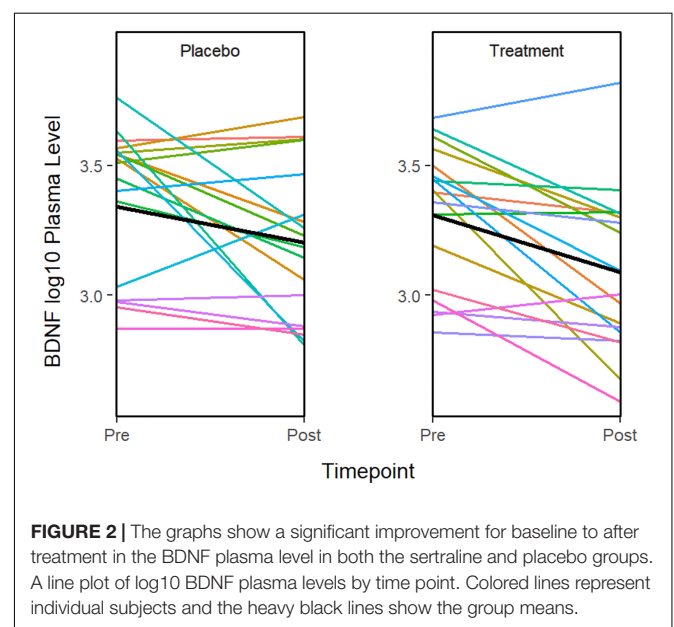 Placebo
Treatment
BDNF log10 Plasma Level
3.5
3.0
3.5
3.0
Pre
Post
Pre
Post
Timepoint
FIGURE 2 | The graphs show a significant improvement for baseline to after
treatment in the BDNF plasma level in both the sertraline and placebo groups.
A line plot of log10 BDNF plasma levels by time point. Colored lines represent
individual subjects and the heavy black lines show the group means.